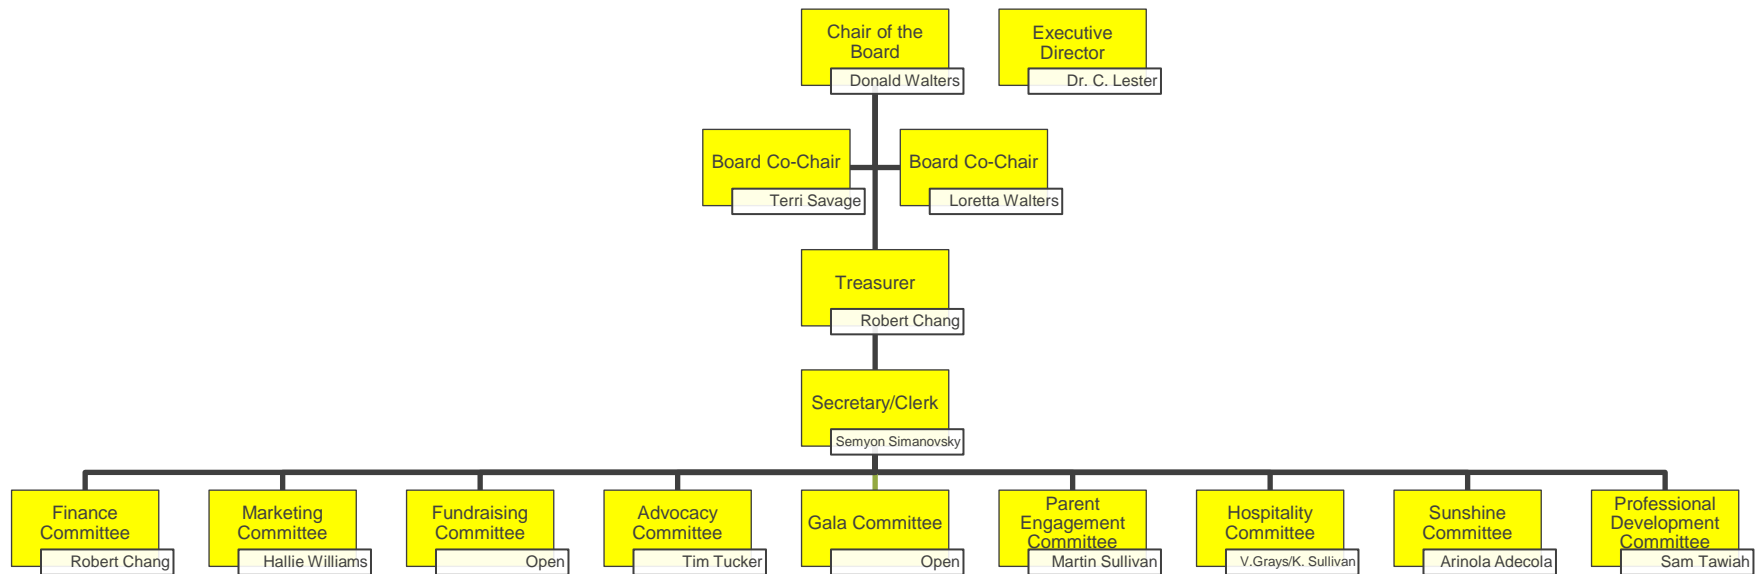 Chair of the
Board
Donald Walters
Executive
Director
Dr. C. Lester
Board Co-Chair
Terri Savage
Board Co-Chair
Loretta Walters
Treasurer
Robert Chang
Secretary/Clerk
Semyon Simanovsky
Finance
Committee
Robert Chang
Marketing
Committee
Hallie Williams
Fundraising
Committee
Open
Advocacy
Committee
Tim Tucker
Gala Committee
Open
Parent
Engagement
Committee
Martin Sullivan
Hospitality
Committee
V.Grays/K. Sullivan
Sunshine
Committee
Arinola Adecola
Professional
Development
Committee
Sam Tawiah